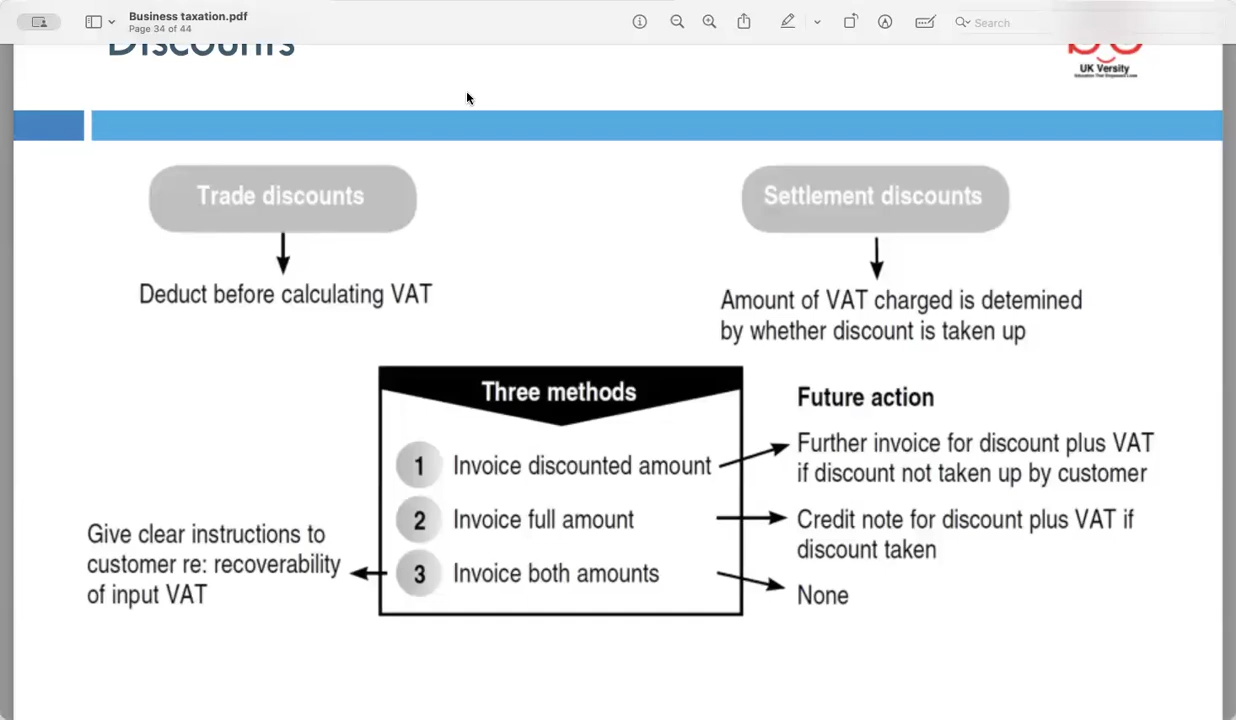 Business taxation.pdf
Page 34 of 44
Search
Discounts
UK Versity
Trade discounts
Settlement discounts
Deduct before calculating VAT
Amount of VAT charged is detemined
by whether discount is taken up
Three methods
Future action
1 Invoice discounted amount
Further invoice for discount plus VAT
if discount not taken up by customer
2 Invoice full amount
Credit note for discount plus VAT if
discount taken
Give clear instructions to
customer re: recoverability
of input VAT
3 Invoice both amounts
None